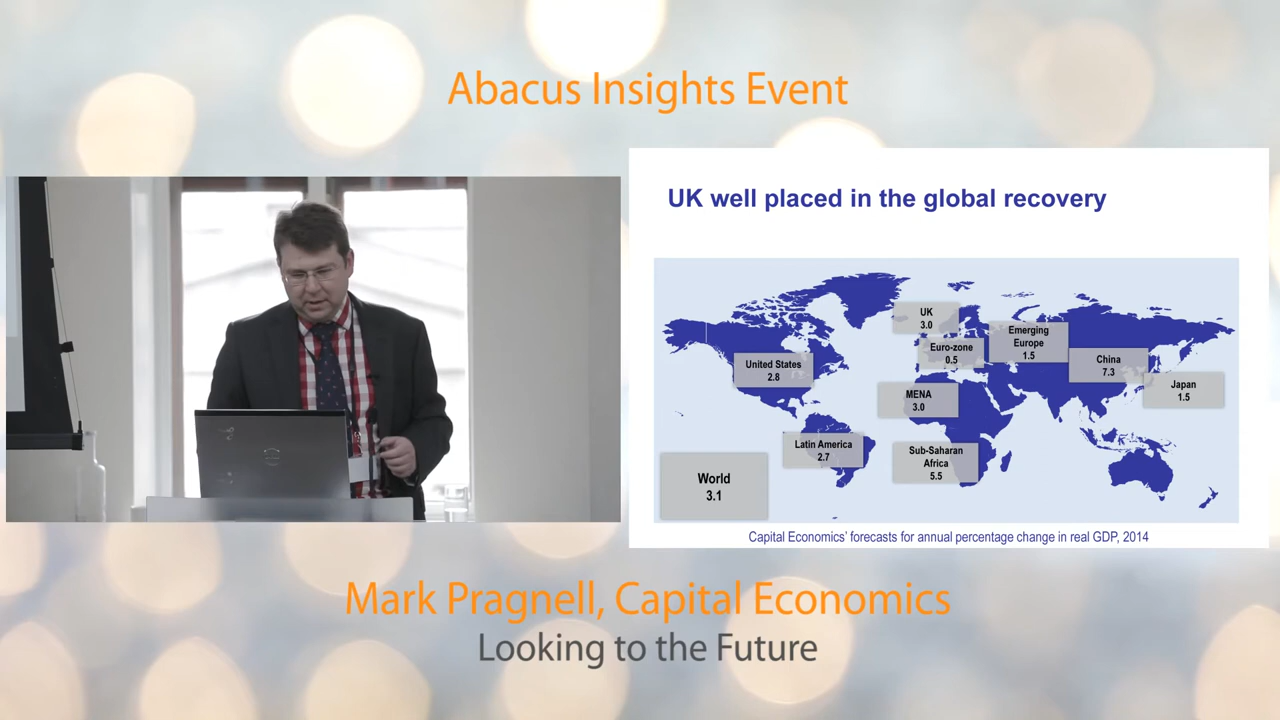 Abacus Insights Event
UK well placed in the global recovery
UK
3.0
Emerging
Europe
1.5
Euro-zone
0.5
United States
2.8
China
7.3
Japan
1.5
MENA
3.0
Latin America
2.7
Sub-Saharan
Africa
5.5
World
3.1
Capital Economics’ forecasts for annual percentage change in real GDP, 2014
Mark Pragnell, Capital Economics
Looking to the Future